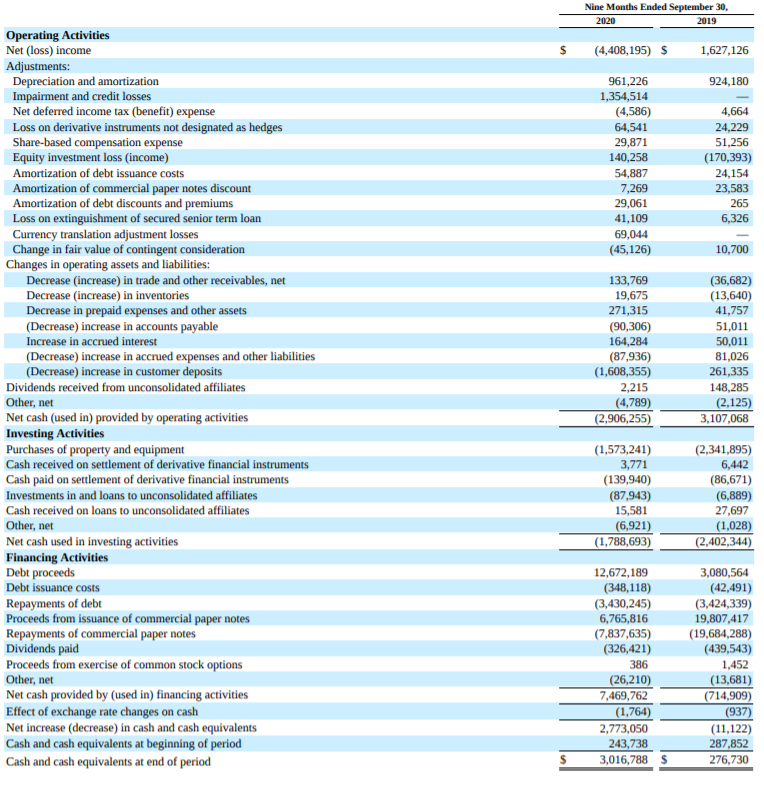 Nine Months Ended September 30,
2020 2019
Operating Activities
Net (loss) income $ (4,408,195) $ 1,627,126
Adjustments:
Depreciation and amortization 961,226 924,180
Impairment and credit losses 1,354,514 —
Net deferred income tax (benefit) expense (4,586) 4,664
Loss on derivative instruments not designated as hedges 64,541 24,229
Share-based compensation expense 29,871 51,256
Equity investment loss (income) 140,258 (170,393)
Amortization of debt issuance costs 54,887 24,154
Amortization of commercial paper notes discount 7,269 23,583
Amortization of debt discounts and premiums 29,061 265
Loss on extinguishment of secured senior term loan 41,109 6,326
Currency translation adjustment losses 69,044 —
Change in fair value of contingent consideration (45,126) 10,700
Changes in operating assets and liabilities:
Decrease (increase) in trade and other receivables, net 133,769 (36,682)
Decrease (increase) in inventories 19,675 (13,640)
Decrease in prepaid expenses and other assets 271,315 41,757
(Decrease) increase in accounts payable (90,306) 51,011
Increase in accrued interest 164,284 50,011
(Decrease) increase in accrued expenses and other liabilities (87,936) 81,026
(Decrease) increase in customer deposits (1,608,355) 261,335
Dividends received from unconsolidated affiliates 2,215 148,285
Other, net (4,789) (2,125)
Net cash (used in) provided by operating activities (2,906,255) 3,107,068
Investing Activities
Purchases of property and equipment (1,573,241) (2,341,895)
Cash received on settlement of derivative financial instruments 3,771 6,442
Cash paid on settlement of derivative financial instruments (139,940) (86,671)
Investments in and loans to unconsolidated affiliates (87,943) (6,889)
Cash received on loans to unconsolidated affiliates 15,581 27,697
Other, net (6,921) (1,028)
Net cash used in investing activities (1,788,693) (2,402,344)
Financing Activities
Debt proceeds 12,672,189 3,080,564
Debt issuance costs (348,118) (42,491)
Repayments of debt (3,430,245) (3,424,339)
Proceeds from issuance of commercial paper notes 6,765,816 19,807,417
Repayments of commercial paper notes (7,837,635) (19,684,288)
Dividends paid (326,421) (439,543)
Proceeds from exercise of common stock options 386 1,452
Other, net (26,210) (13,681)
Net cash provided by (used in) financing activities 7,469,762 (714,909)
Effect of exchange rate changes on cash (1,764) (937)
Net increase (decrease) in cash and cash equivalents 2,773,050 (11,122)
Cash and cash equivalents at beginning of period 243,738 287,852
Cash and cash equivalents at end of period $ 3,016,788 $ 276,730